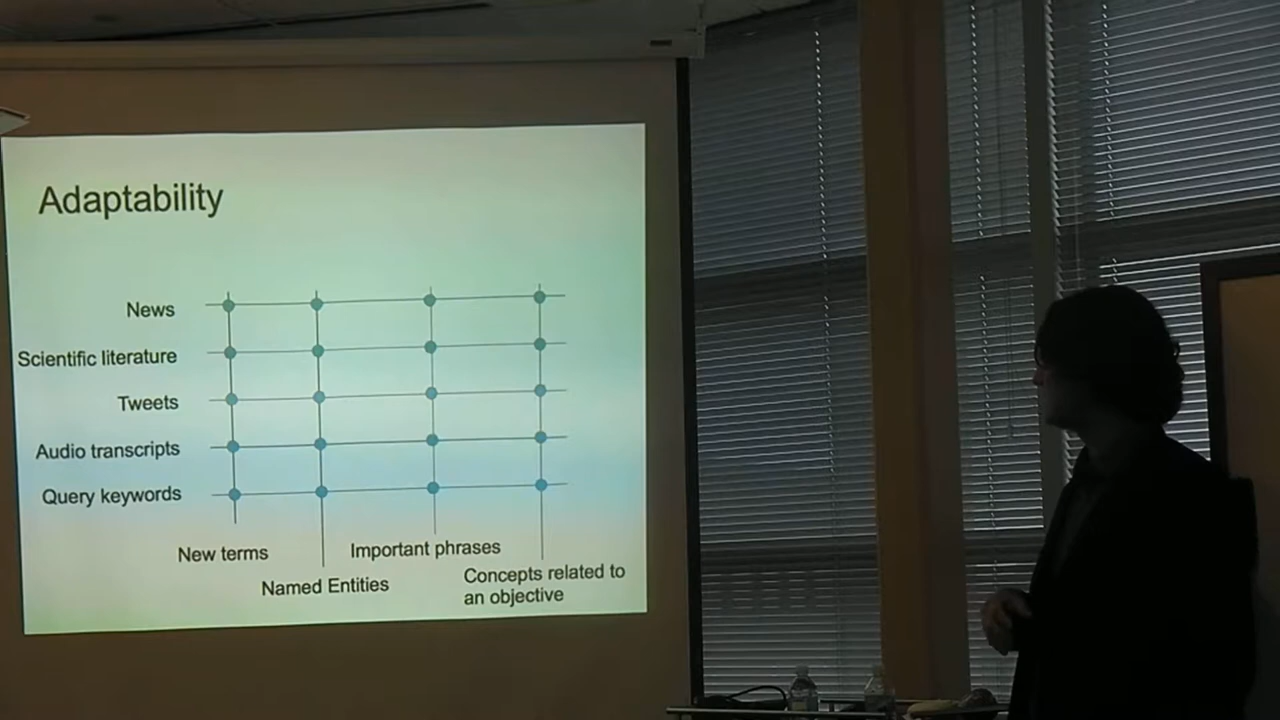 Adaptability
News
Scientific literature
Tweets
Audio transcripts
Query keywords
New terms
Important phrases
Named Entities
Concepts related to
an objective